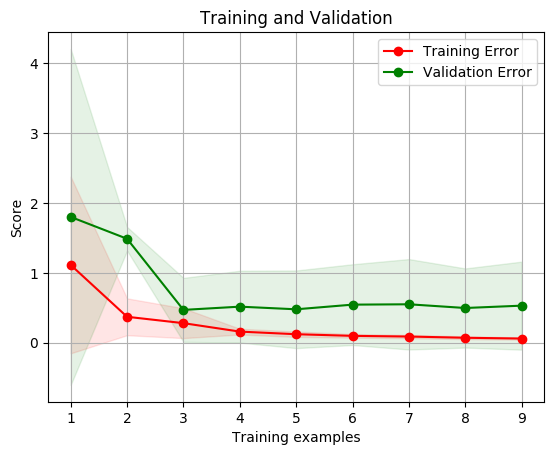 Training and Validation
Training Error
Validation Error
4
3
2
1
0
Score
1 2 3 4 5 6 7 8 9
Training examples